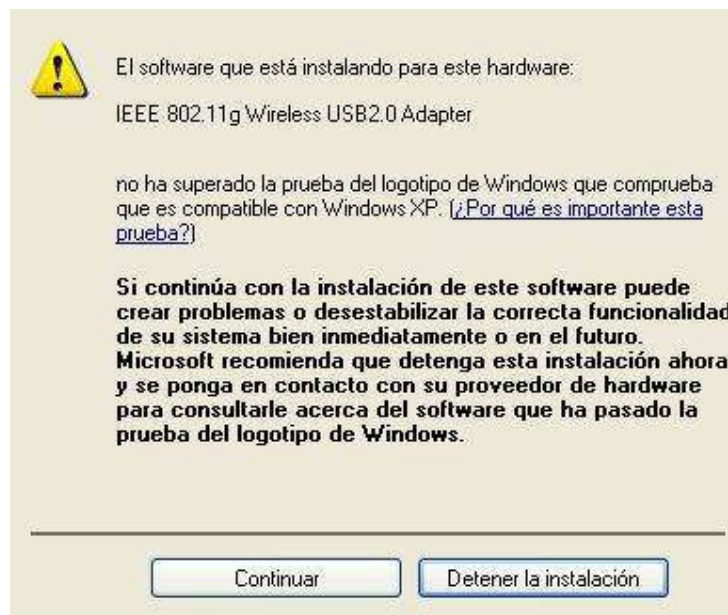 El software que está instalando para este hardware:
IEEE 802.11g Wireless USB2.0 Adapter
no ha superado la prueba del logotipo de Windows que comprueba
que es compatible con Windows XP. (¿Por qué es importante esta
prueba?)
Si continúa con la instalación de este software puede
crear problemas o desestabilizar la correcta funcionalidad
de su sistema bien inmediatamente o en el futuro.
Microsoft recomienda que detenga esta instalación ahora
y se ponga en contacto con su proveedor de hardware
para consultarle acerca del software que ha pasado la
prueba del logotipo de Windows.
Continuar
Detener la instalación